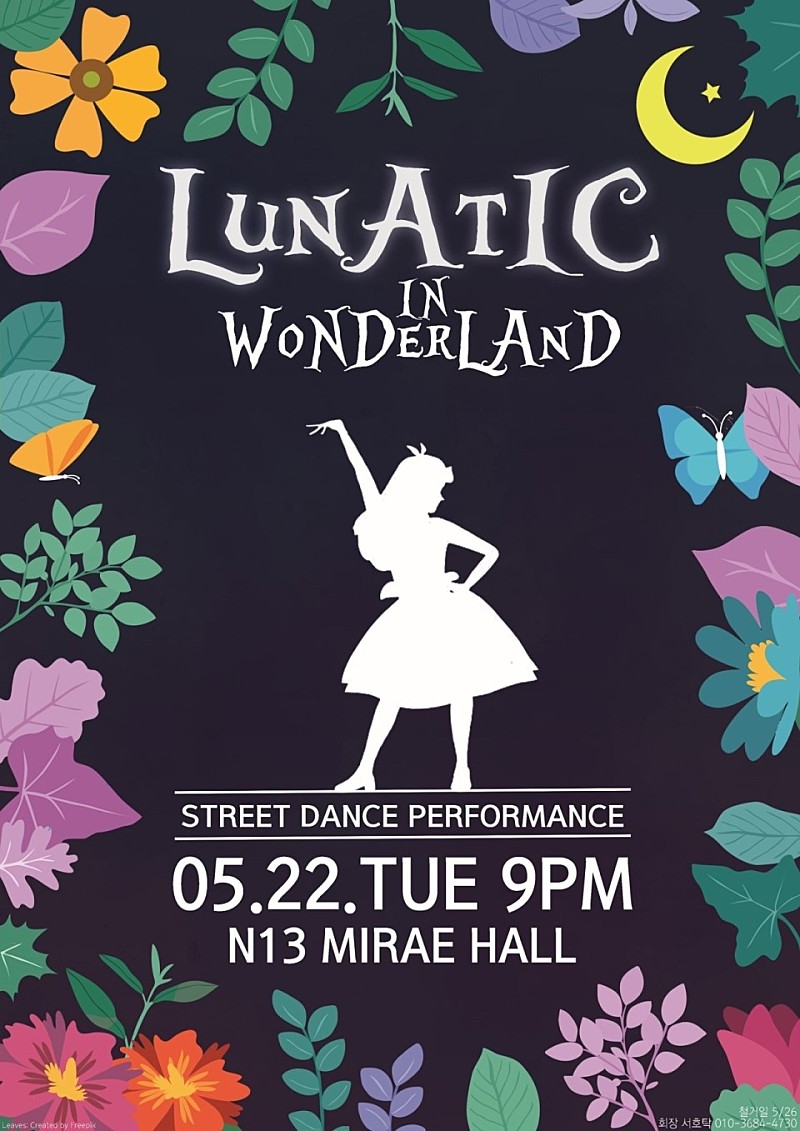 LUNATIC
IN
WONDERLAND
STREET DANCE PERFORMANCE
05.22.TUE 9PM
N13 MIRAE HALL
철거일 5/26
회장 서호탁 010-3684-4730
Leaves: Created by Freepik